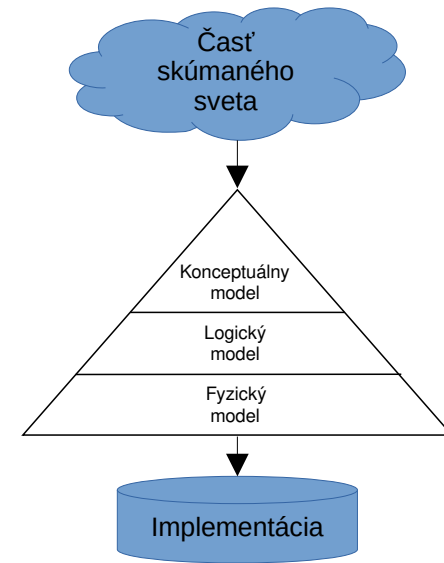 Časť
skúmaného
sveta
Konceptuálny
model
Logický
model
Fyzický
model
Implementácia